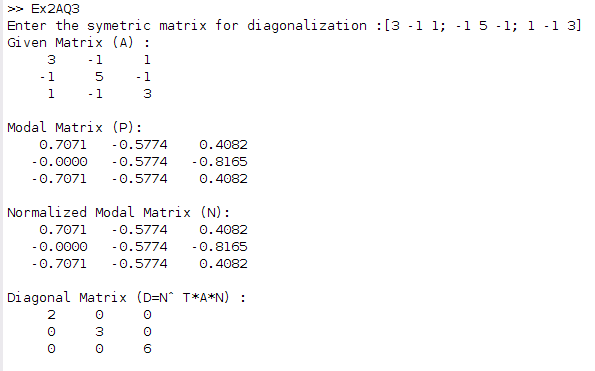 >> Ex2AQ3
Enter the symetric matrix for diagonalization :[3 -1 1; -1 5 -1; 1 -1 3]
Given Matrix (A) :
3 -1 1
-1 5 -1
1 -1 3
Modal Matrix (P):
0.7071 -0.5774 0.4082
-0.0000 -0.5774 -0.8165
-0.7071 -0.5774 0.4082
Normalized Modal Matrix (N):
0.7071 -0.5774 0.4082
-0.0000 -0.5774 -0.8165
-0.7071 -0.5774 0.4082
Diagonal Matrix (D=N^ T*A*N) :
2 0 0
0 3 0
0 0 6